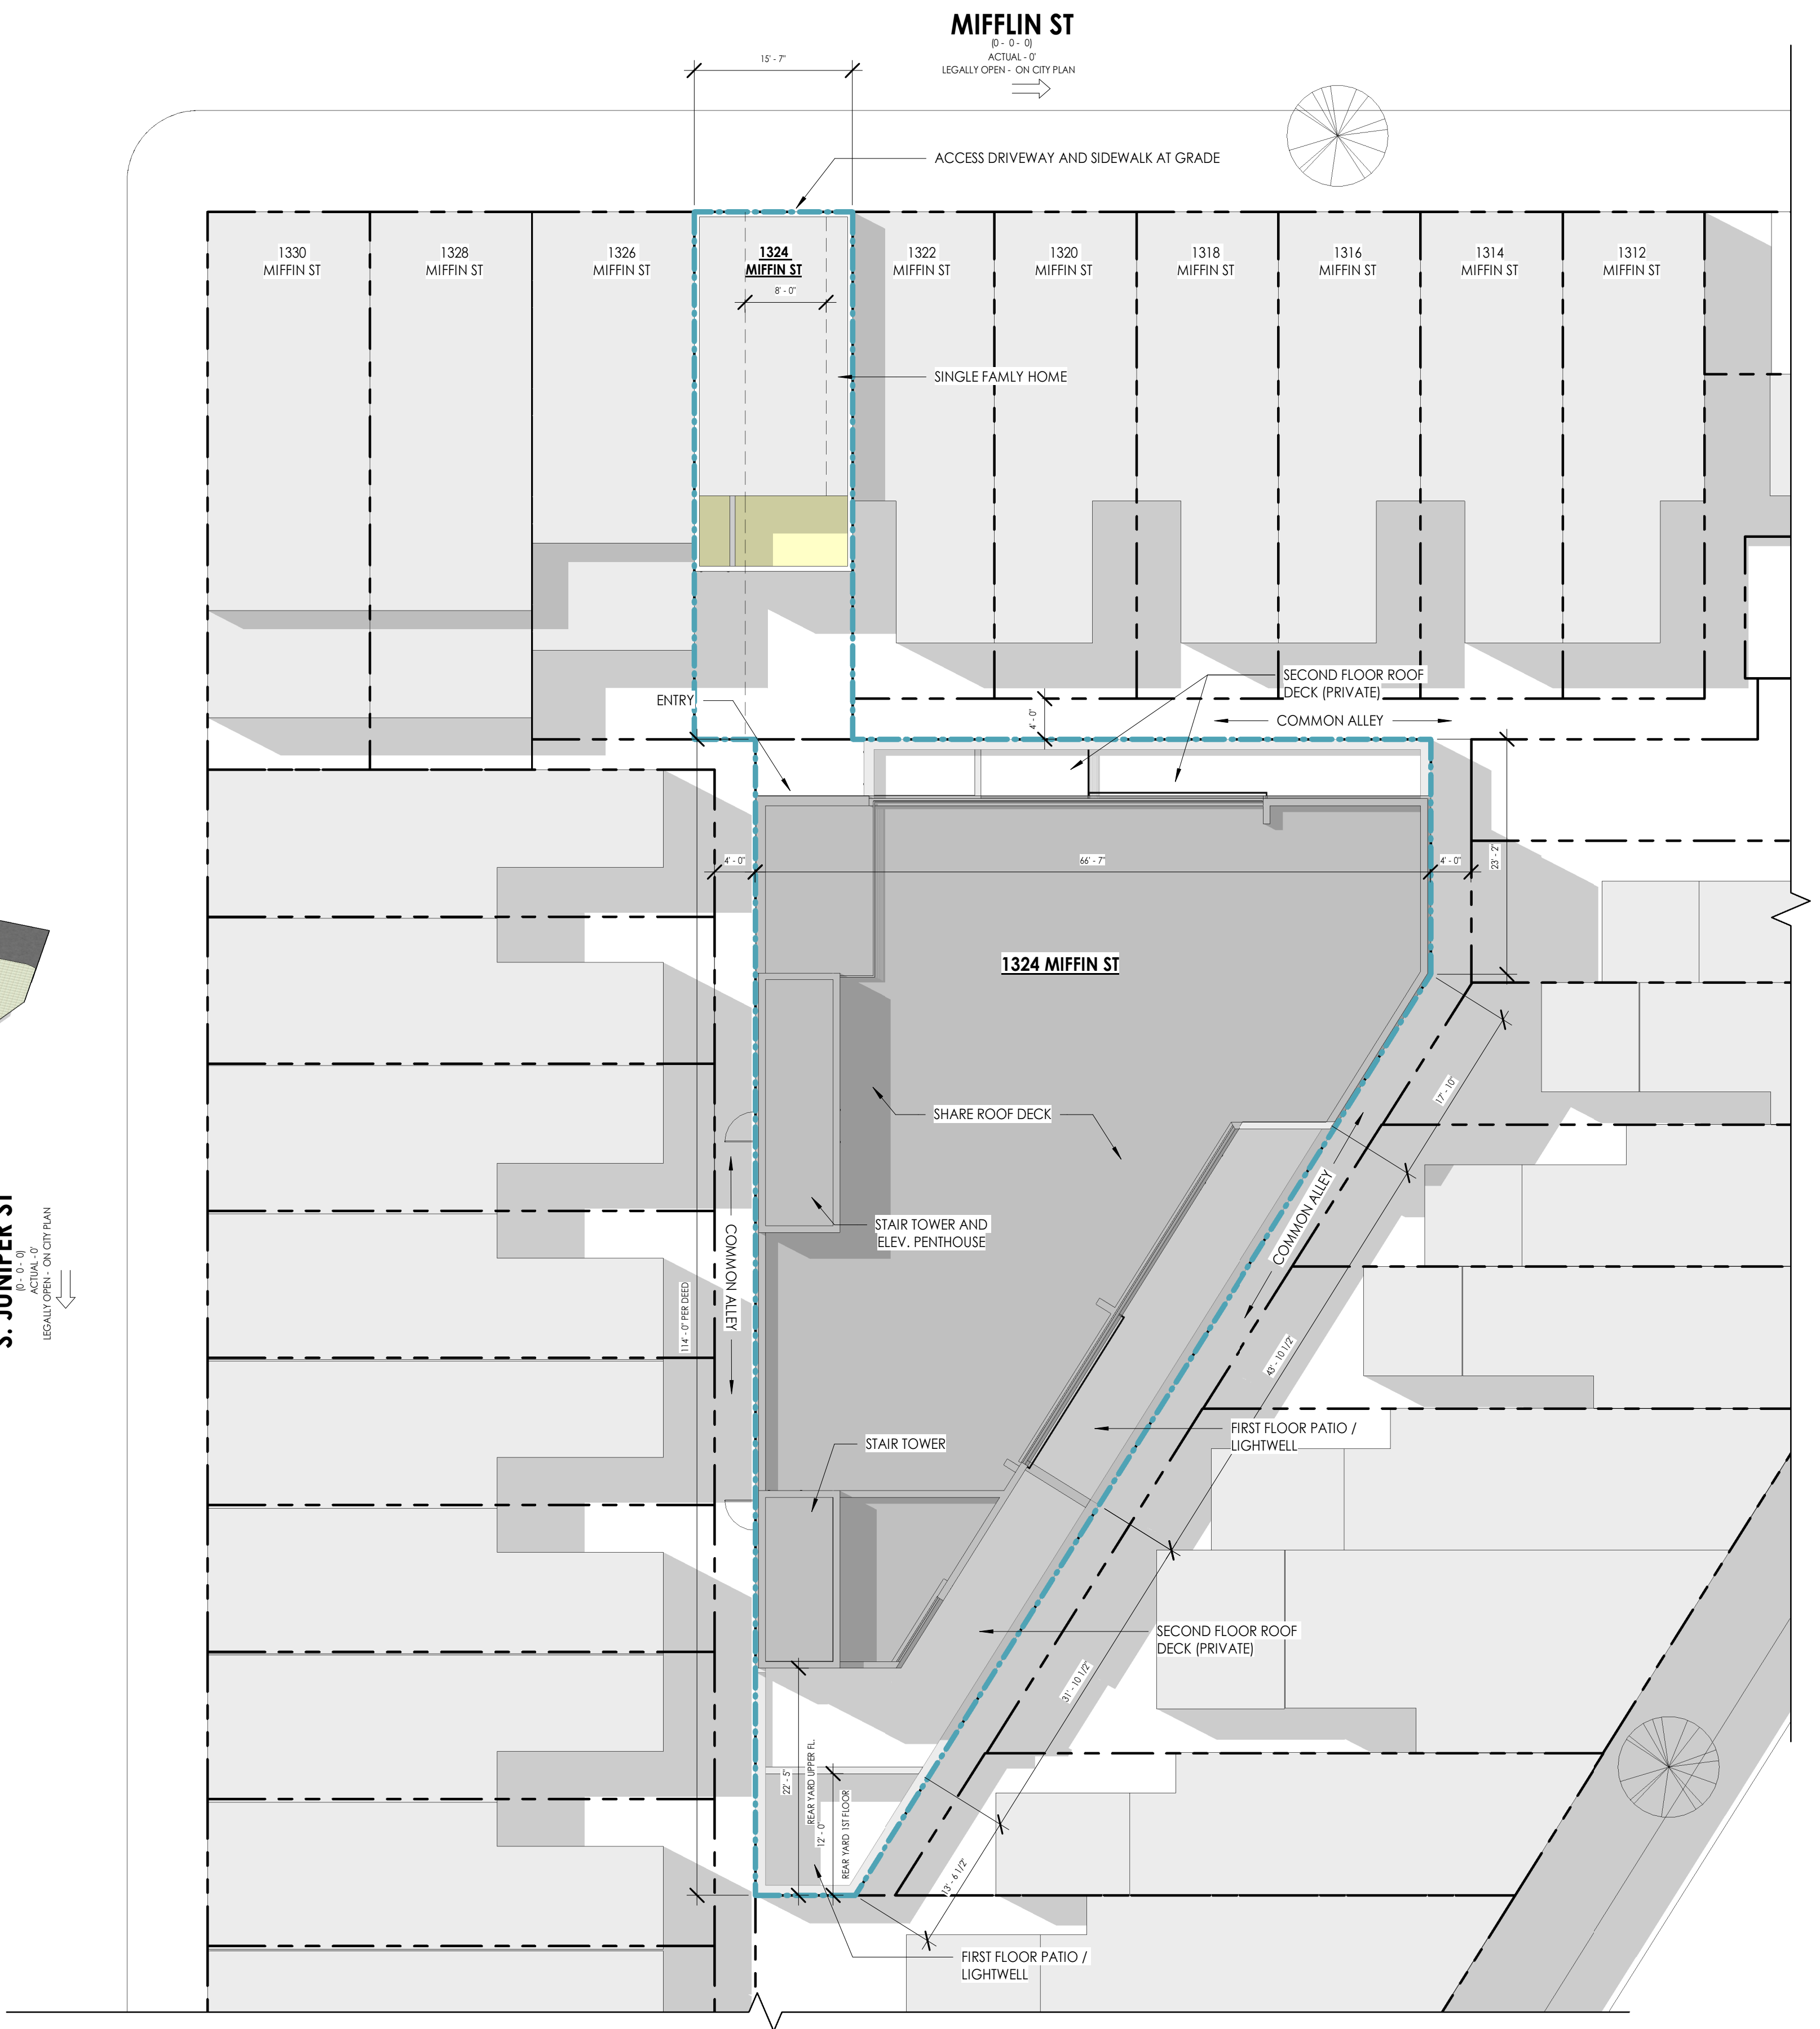 MIFFLIN ST
(0 - 0 - 0)
ACTUAL - 0'
LEGALLY OPEN - ON CITY PLAN
15' - 7"
ACCESS DRIVEWAY AND SIDEWALK AT GRADE
1330
MIFFIN ST
1328
MIFFIN ST
1326
MIFFIN ST
1324
MIFFIN ST
1322
MIFFIN ST
1320
MIFFIN ST
1318
MIFFIN ST
1316
MIFFIN ST
1314
MIFFIN ST
1312
MIFFIN ST
8' - 0"
SINGLE FAMLY HOME
SECOND FLOOR ROOF
DECK (PRIVATE)
ENTRY
4' - 0"
COMMON ALLEY
4' - 0"
66' - 7"
4' - 0"
23' - 2"
1324 MIFFIN ST
17' - 10"
SHARE ROOF DECK
COMMON ALLEY
S. JUNIPER ST
(0 - 0 - 0)
ACTUAL - 0'
LEGALLY OPEN - ON CITY PLAN
STAIR TOWER AND
ELEV. PENTHOUSE
COMMON ALLEY
114' - 0" PER DEED
43' - 10 1/2"
FIRST FLOOR PATIO /
LIGHTWELL
STAIR TOWER
SECOND FLOOR ROOF
DECK (PRIVATE)
31' - 10 1/2"
22' - 5"
REAR YARD UPPER FL.
12' - 0"
REAR YARD 1ST FLOOR
13' - 6 1/2"
FIRST FLOOR PATIO /
LIGHTWELL